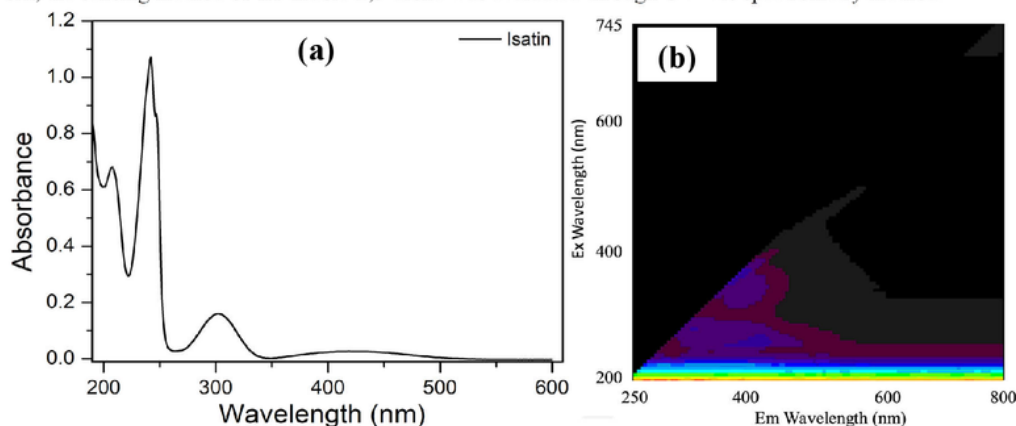 1.2
1.0
0.8
0.6
0.4
0.2
0.0
Absorbance
(a)
Isatin
200 300 400 500 600
Wavelength (nm)
(b)
745
600
400
200
Ex Wavelength (nm)
250 400 600 800
Em Wavelength (nm)